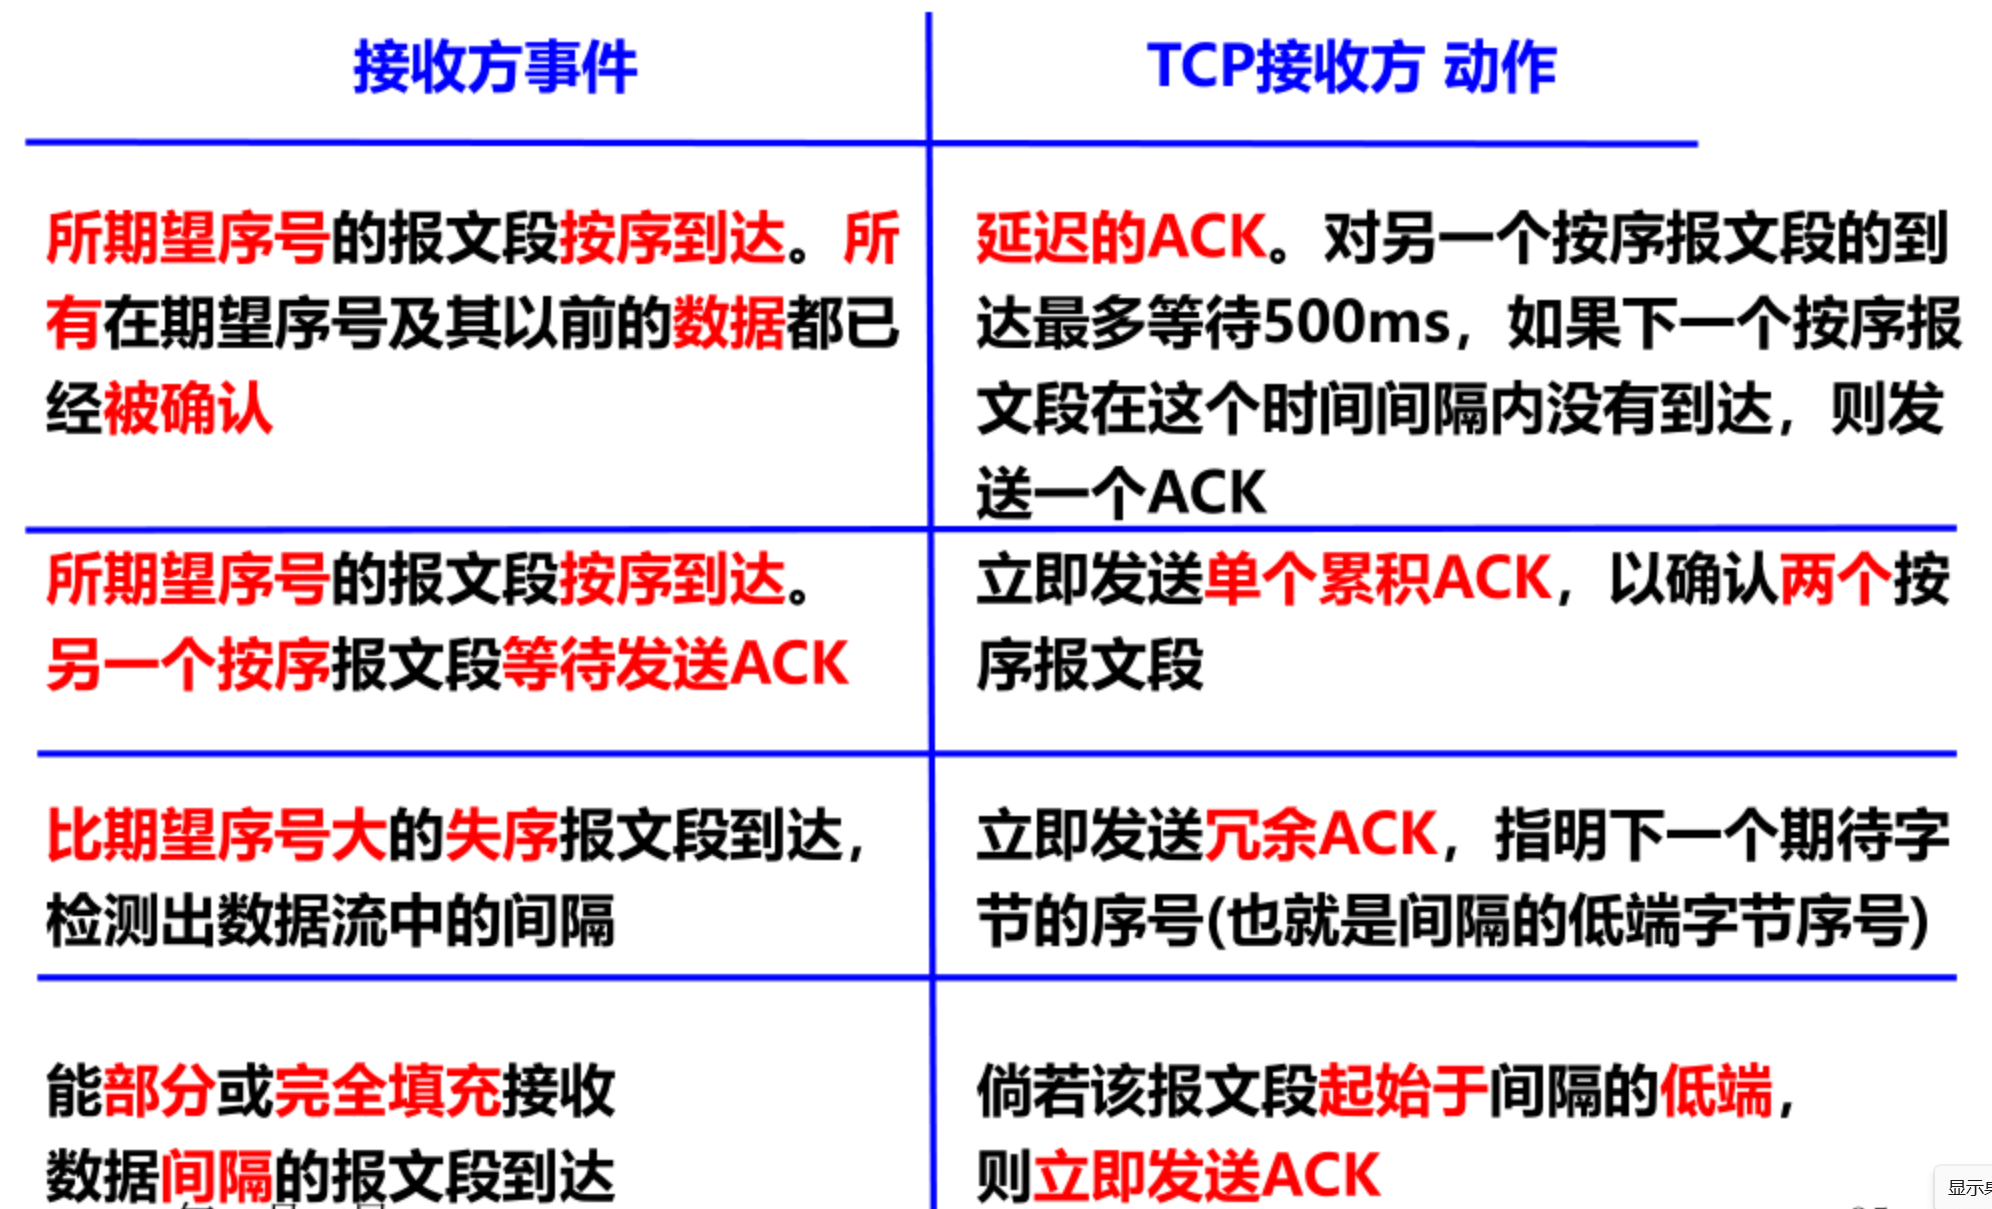 接收方事件
TCP接收方 动作
所期望序号的报文段按序到达。所
有在期望序号及其以前的数据都已
经被确认
延迟的ACK。对另一个按序报文段的到
达最多等待500ms，如果下一个按序报
文段在这个时间间隔内没有到达，则发
送一个ACK
所期望序号的报文段按序到达。
另一个按序报文段等待发送ACK
立即发送单个累积ACK，以确认两个按
序报文段
比期望序号大的失序报文段到达，
检测出数据流中的间隔
立即发送冗余ACK，指明下一个期待字
节的序号(也就是间隔的低端字节序号)
能部分或完全填充接收
数据间隔的报文段到达
倘若该报文段起始于间隔的低端，
则立即发送ACK
显示